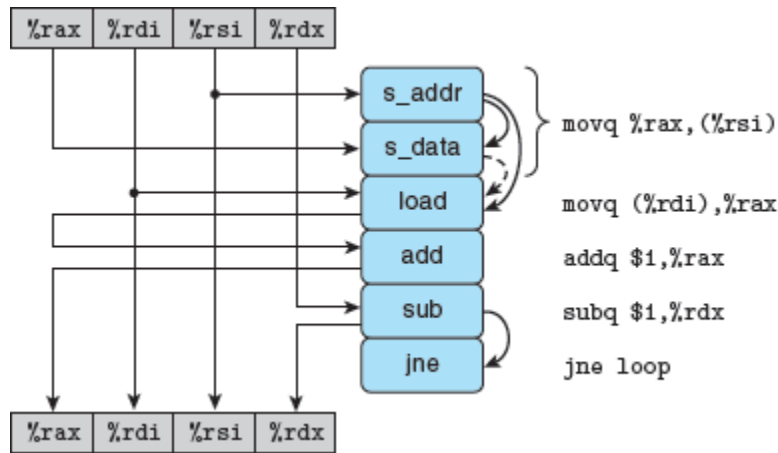 %rax %rdi %rsi %rdx
s_addr
movq %rax,(%rsi)
s_data
load movq (%rdi),%rax
add addq $1,%rax
sub subq $1,%rdx
jne jne loop
%rax %rdi %rsi %rdx